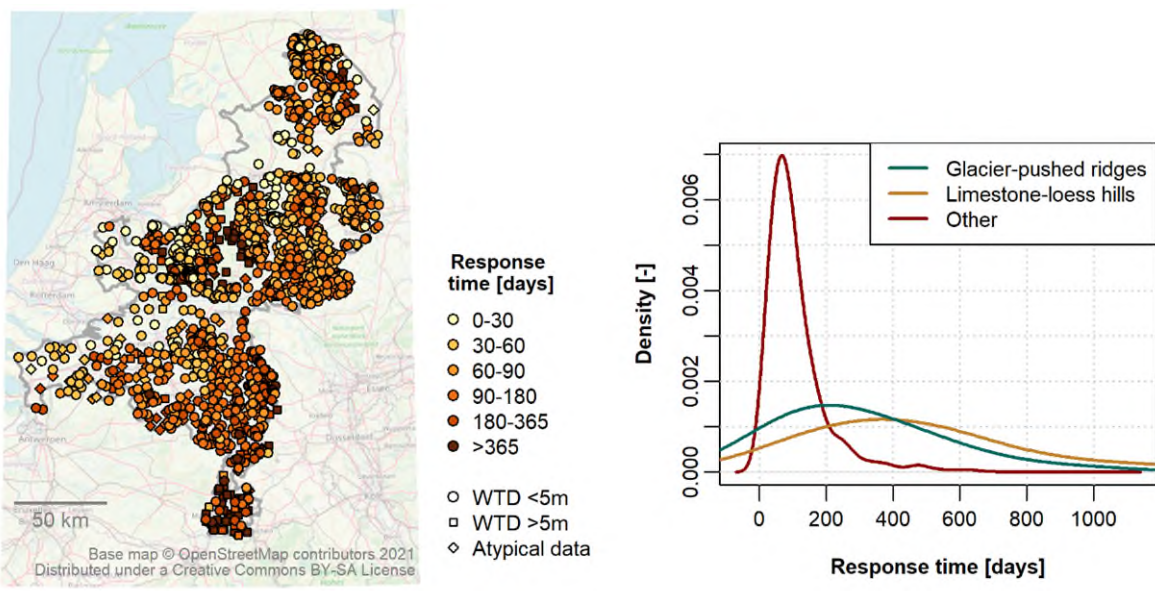 Amsterdam
Den Haag
Rotterdam
Antwerpen
Düsseldorf
Essen
50 km
Base map © OpenStreetMap contributors 2021
Distributed under a Creative Commons BY-SA License
Response
time [days]
0-30
30-60
60-90
90-180
180-365
>365
WTD <5m
WTD >5m
Atypical data
Glacier-pushed ridges
Limestone-loess hills
Other
Density [-]
0.006
0.004
0.002
0.000
0
200
400
600
800
1000
Response time [days]